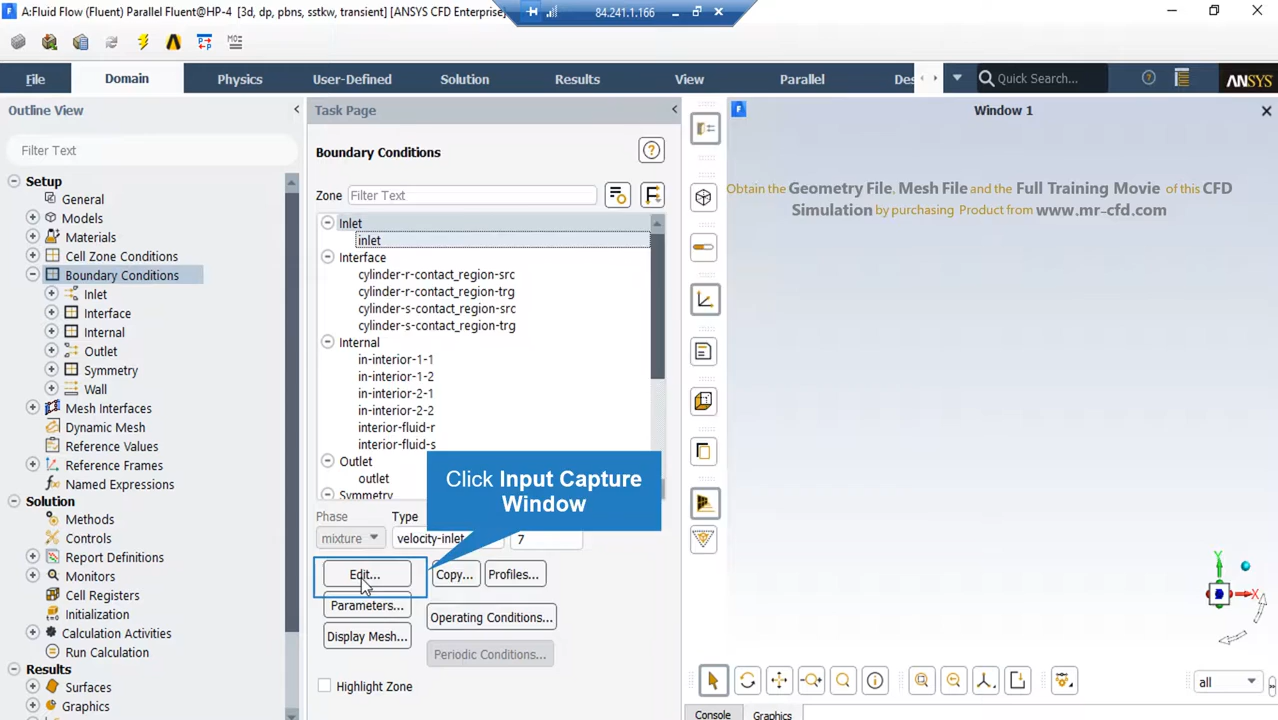 A:Fluid Flow (Fluent) Parallel Fluent@HP-4 [3d, dp, pbns, sstkw, transient] [ANSYS CFD Enterprise]
84.241.1.166
File
Domain
Physics
User-Defined
Solution
Results
View
Parallel
Des
Quick Search...
ANSYS
Outline View
Filter Text
Setup
General
Models
Materials
Cell Zone Conditions
Boundary Conditions
Inlet
Interface
Internal
Outlet
Symmetry
Wall
Mesh Interfaces
Dynamic Mesh
Reference Values
Reference Frames
Named Expressions
Solution
Methods
Controls
Report Definitions
Monitors
Cell Registers
Initialization
Calculation Activities
Run Calculation
Results
Surfaces
Graphics
Task Page
Boundary Conditions
Zone
Filter Text
Inlet
inlet
Interface
cylinder-r-contact_region-src
cylinder-r-contact_region-trg
cylinder-s-contact_region-src
cylinder-s-contact_region-trg
Internal
in-interior-1-1
in-interior-1-2
in-interior-2-1
in-interior-2-2
interior-fluid-r
interior-fluid-s
Outlet
outlet
Symmetry
Click Input Capture
Window
Phase
Type
mixture
velocity-inlet
7
Edit...
Copy...
Profiles...
Parameters...
Operating Conditions...
Display Mesh...
Periodic Conditions...
Highlight Zone
Window 1
Obtain the Geometry File, Mesh File and the Full Training Movie of this CFD
Simulation by purchasing Product from www.mr-cfd.com
Y
X
all
Console
Graphics